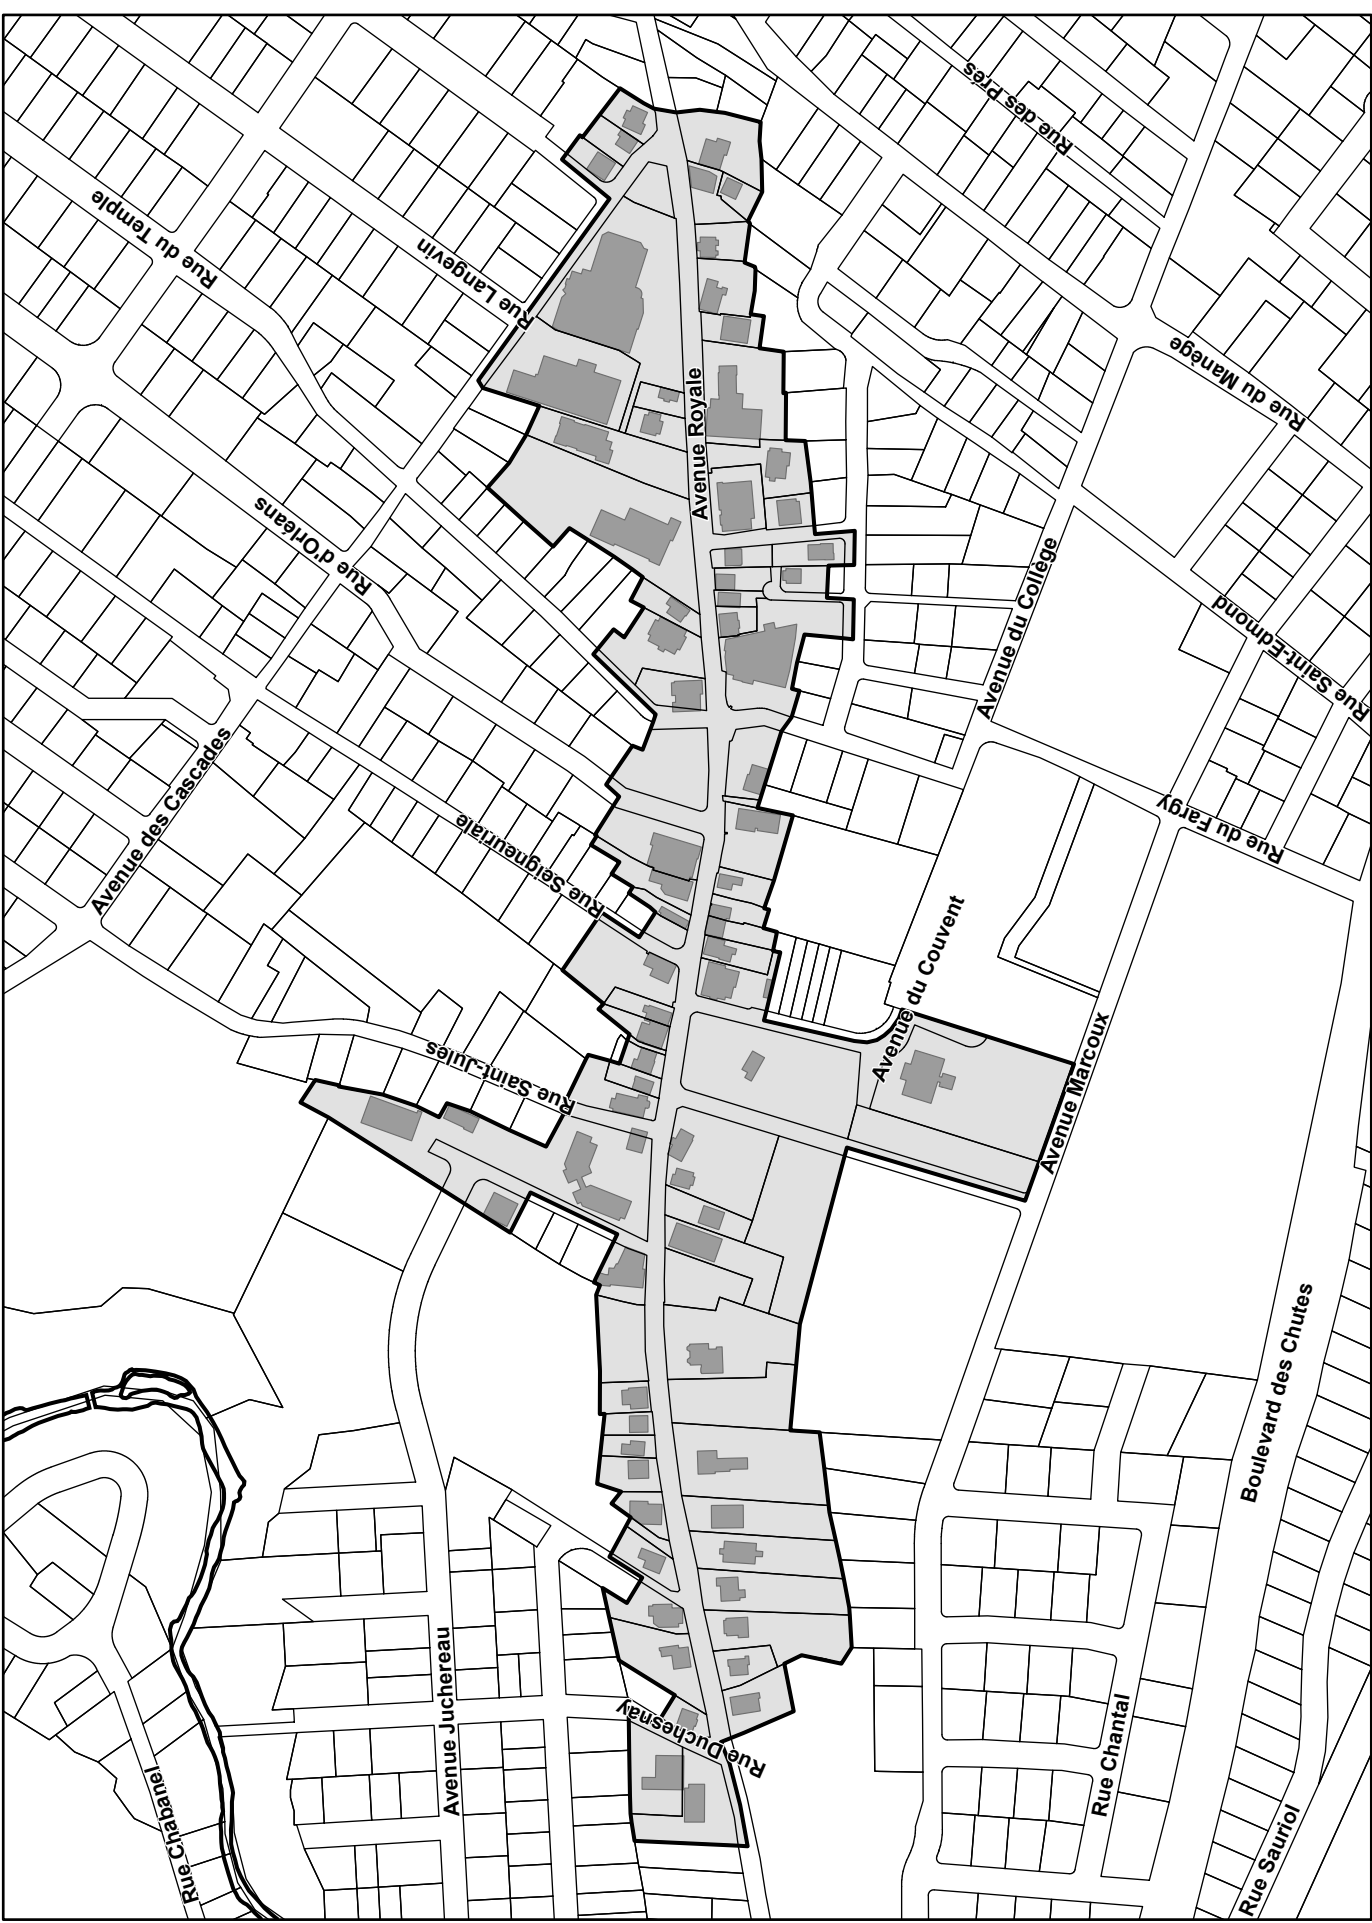 Rue des Prés
Rue du Temple
Rue Langevin
Rue du Manège
Avenue Royale
Rue d'Orléans
Avenue du Collège
Rue Saint-Edmond
Avenue des Cascades
Rue Seigneuriale
Rue du Fargy
Avenue du Couvent
Rue Saint-Jules
Avenue Marcoux
Boulevard des Chutes
Avenue Juchereau
Rue Duchesnay
Rue Chantal
Rue Chabanel
Rue Sauriol